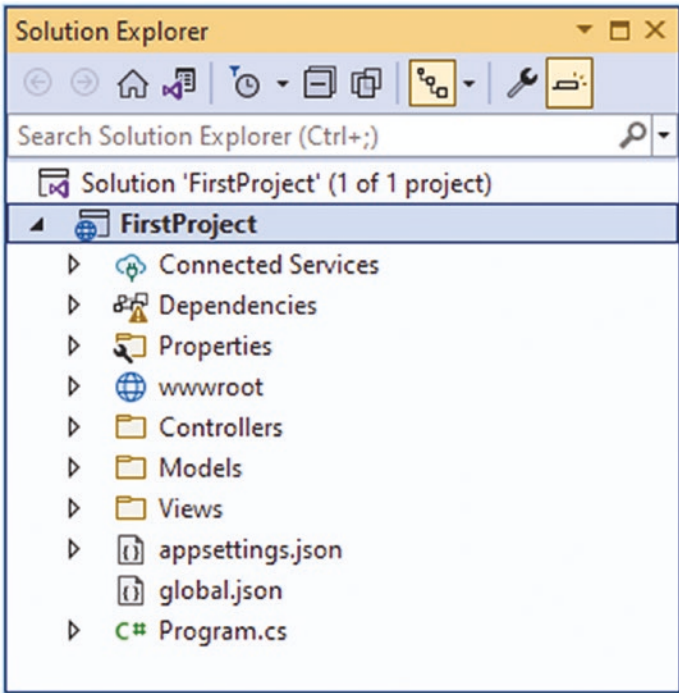 Solution Explorer
Search Solution Explorer (Ctrl+;)
Solution 'FirstProject' (1 of 1 project)
FirstProject
Connected Services
Dependencies
Properties
wwwroot
Controllers
Models
Views
appsettings.json
global.json
C# Program.cs